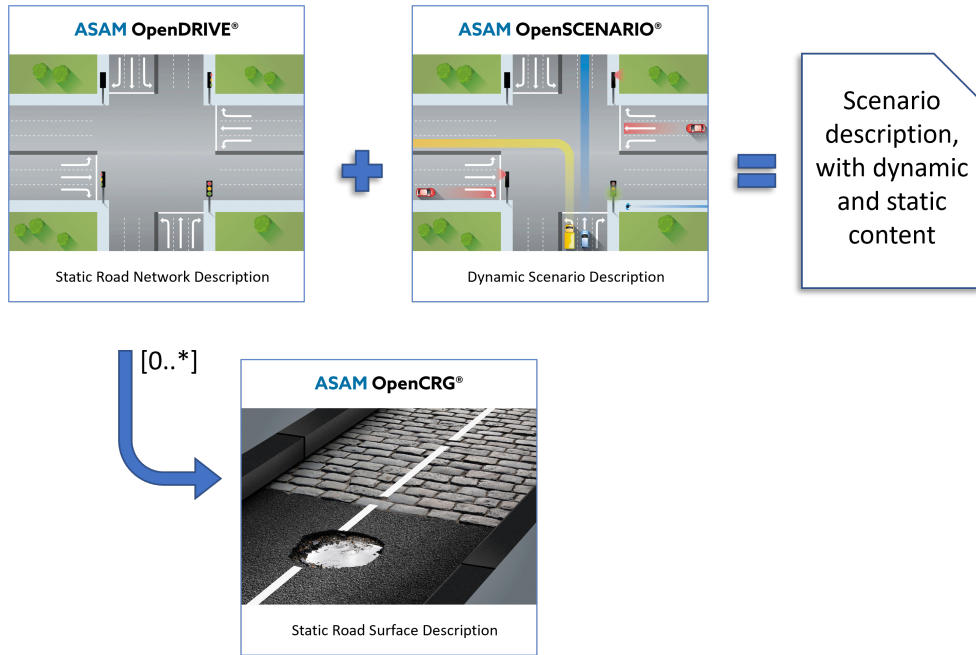 ASAM OpenDRIVE®
ASAM OpenSCENARIO®
Static Road Network Description
Dynamic Scenario Description
Scenario
description,
with dynamic
and static
content
[0..*]
ASAM OpenCRG®
Static Road Surface Description